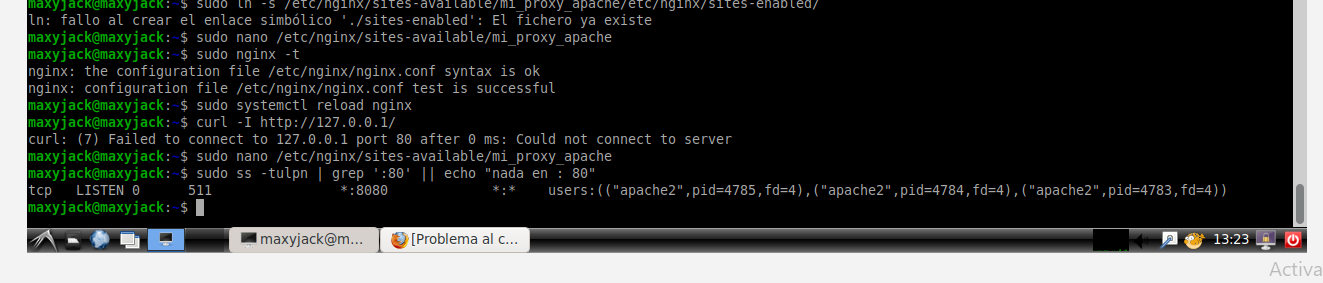 maxyjack@maxyjack:~$ sudo ln -s /etc/nginx/sites-available/mi_proxy_apache/etc/nginx/sites-enabled/
ln: fallo al crear el enlace simbólico './sites-enabled': El fichero ya existe
maxyjack@maxyjack:~$ sudo nano /etc/nginx/sites-available/mi_proxy_apache
maxyjack@maxyjack:~$ sudo nginx -t
nginx: the configuration file /etc/nginx/nginx.conf syntax is ok
nginx: configuration file /etc/nginx/nginx.conf test is successful
maxyjack@maxyjack:~$ sudo systemctl reload nginx
maxyjack@maxyjack:~$ curl -I http://127.0.0.1/
curl: (7) Failed to connect to 127.0.0.1 port 80 after 0 ms: Could not connect to server
maxyjack@maxyjack:~$ sudo nano /etc/nginx/sites-available/mi_proxy_apache
maxyjack@maxyjack:~$ sudo ss -tulpn | grep ':80' || echo "nada en : 80"
tcp   LISTEN 0      511                *:8080             *:*    users:(("apache2",pid=4785,fd=4),("apache2",pid=4784,fd=4),("apache2",pid=4783,fd=4))
maxyjack@maxyjack:~$
maxyjack@m... [Problema al c... 13:23
Activa